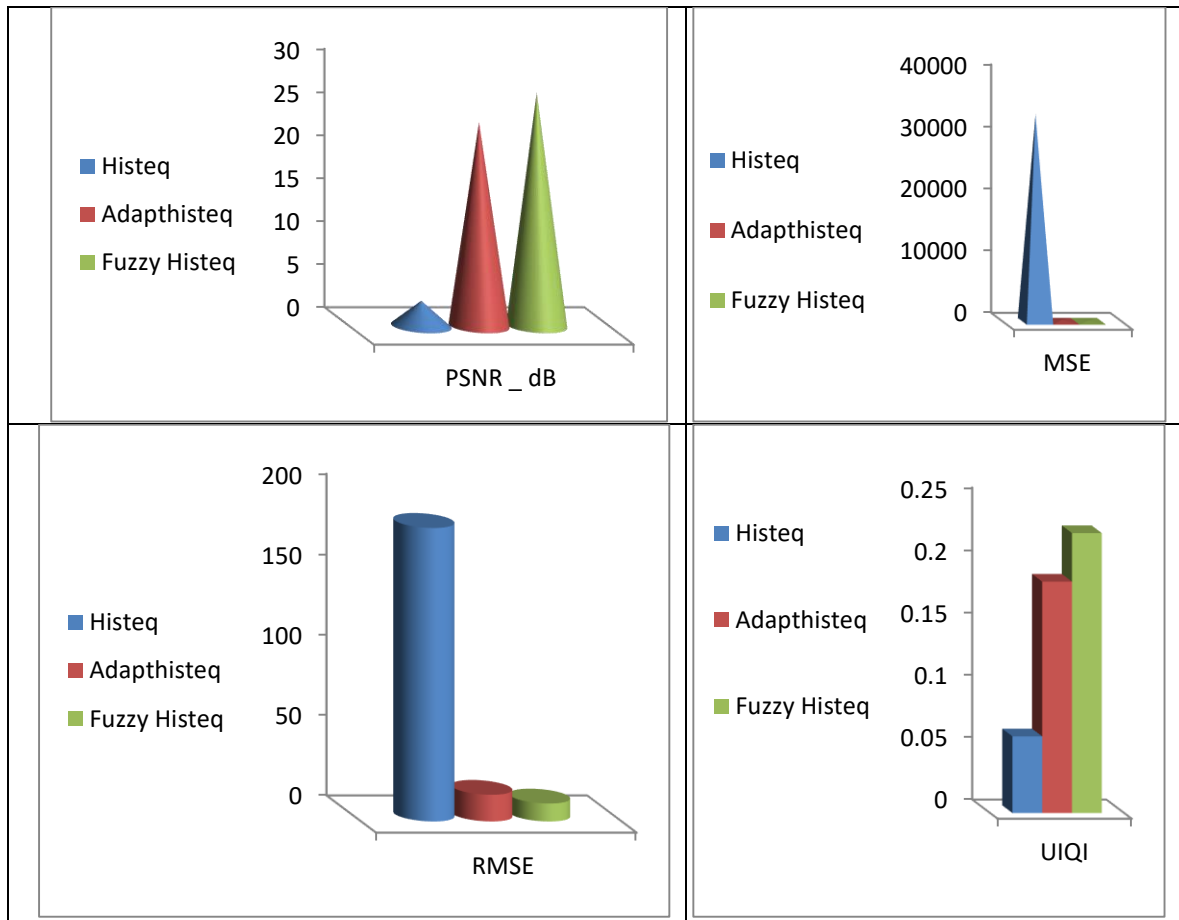 30
25
20
15
10
5
0
Histeq
Adapthisteq
Fuzzy Histeq
PSNR _ dB
40000
30000
20000
10000
0
Histeq
Adapthisteq
Fuzzy Histeq
MSE
200
150
100
50
0
Histeq
Adapthisteq
Fuzzy Histeq
RMSE
0.25
0.2
0.15
0.1
0.05
0
Histeq
Adapthisteq
Fuzzy Histeq
UIQI